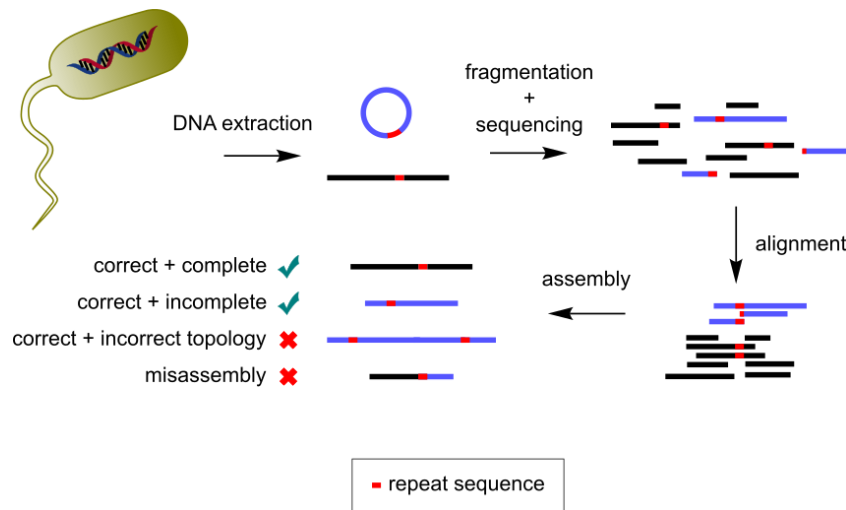 DNA extraction
fragmentation
+
sequencing
alignment
assembly
correct + complete
correct + incomplete
correct + incorrect topology
misassembly
repeat sequence